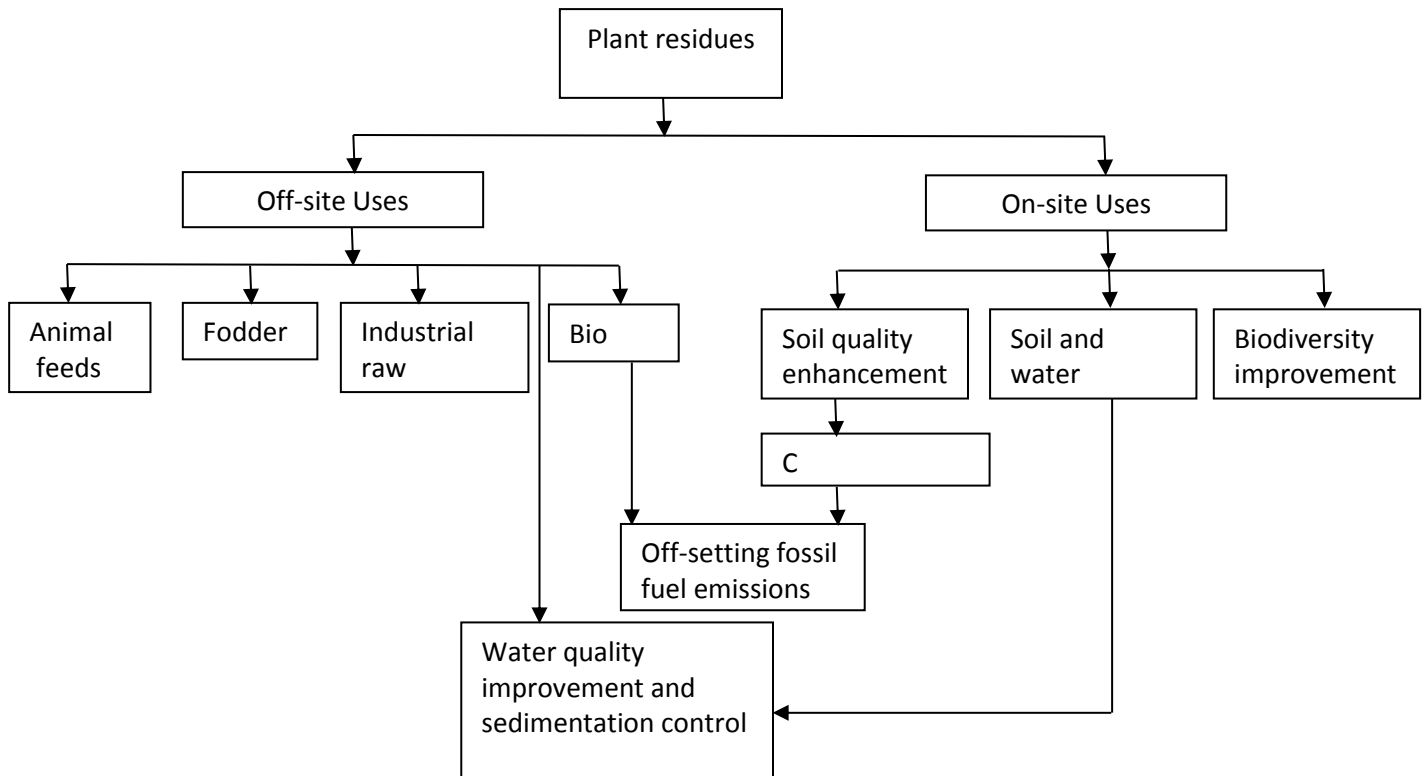 Plant residues
Off-site Uses
On-site Uses
Animal
feeds
Fodder
Industrial
raw
Bio
Soil quality
enhancement
Soil and
water
Biodiversity
improvement
C
Off-setting fossil
fuel emissions
Water quality
improvement and
sedimentation control